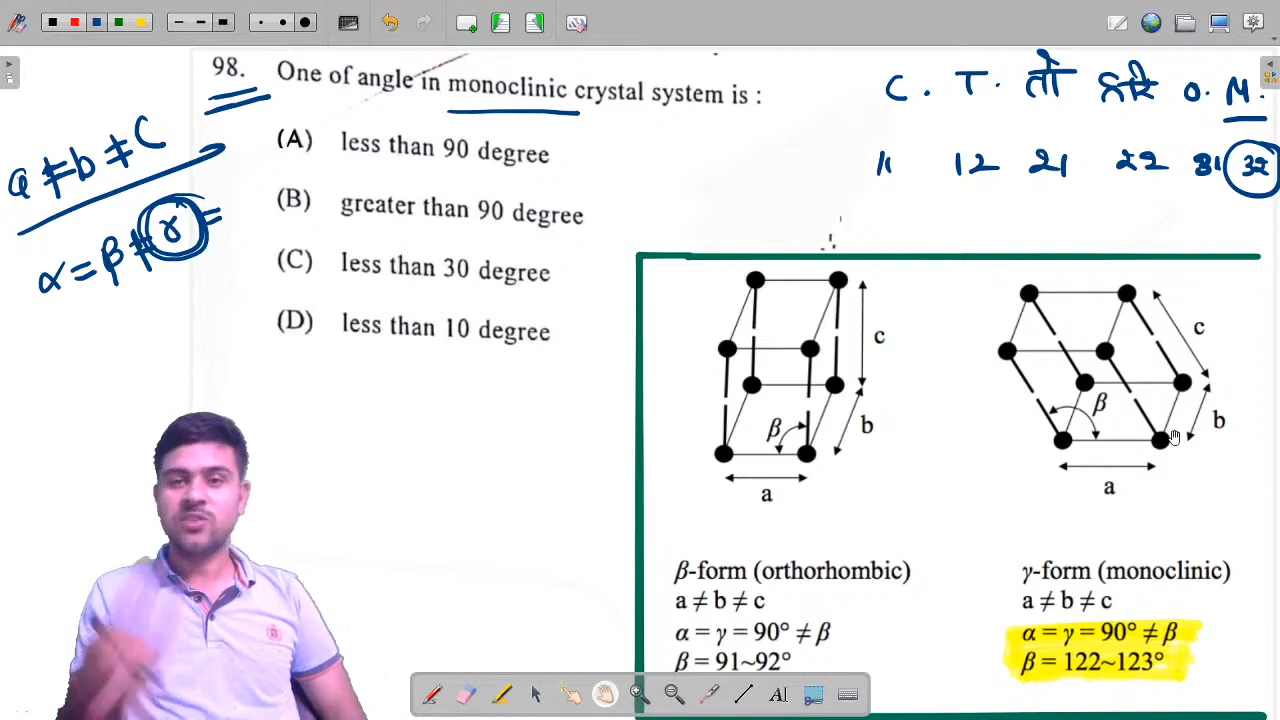 98. One of angle in monoclinic crystal system is :
(A) less than 90 degree
(B) greater than 90 degree
(C) less than 30 degree
(D) less than 10 degree
a ≠ b ≠ c
α = β ≠ γ =
C. T. तो O. M.
11 12 21 22 31 32
c
β
b
a
c
β
b
a
β-form (orthorhombic)
a ≠ b ≠ c
α = γ = 90° ≠ β
β = 91~92°
γ-form (monoclinic)
a ≠ b ≠ c
α = γ = 90° ≠ β
β = 122~123°